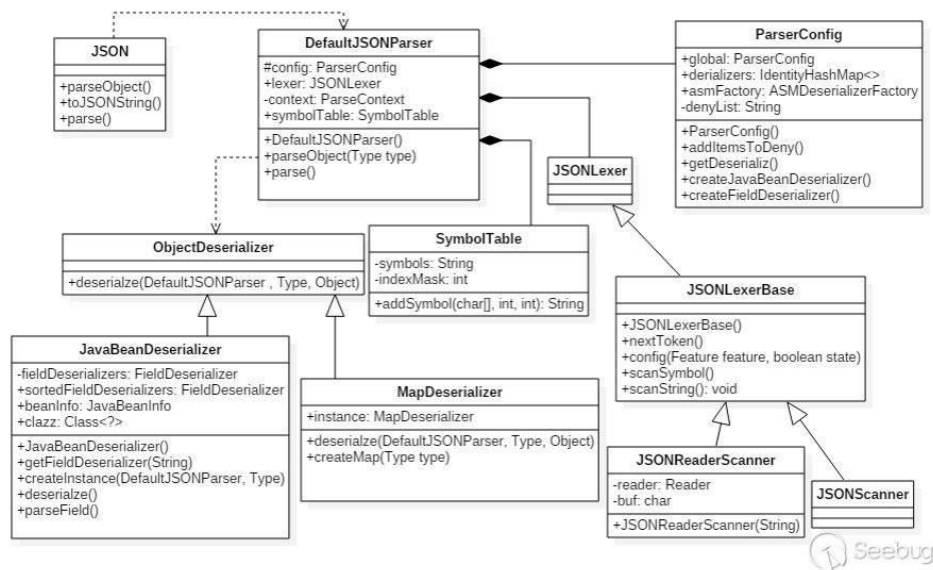 JSON
+parseObject()
+toJSONString()
+parse()
DefaultJSONParser
#config: ParserConfig
+lexer: JSONLexer
-context: ParseContext
+symbolTable: SymbolTable
+DefaultJSONParser()
+parseObject(Type type)
+parse()
ParserConfig
+global: ParserConfig
+derializers: IdentityHashMap<>
+asmFactory: ASMDeserializerFactory
-denyList: String
+ParserConfig()
+addItemsToDeny()
+getDeserializ()
+createJavaBeanDeserializer()
+createFieldDeserializer()
JSONLexer
ObjectDeserializer
+deserialze(DefaultJSONParser , Type, Object)
SymbolTable
-symbols: String
-indexMask: int
+addSymbol(char[], int, int): String
JSONLexerBase
+JSONLexerBase()
+nextToken()
+config(Feature feature, boolean state)
+scanSymbol()
+scanString(): void
JavaBeanDeserializer
-fieldDeserializers: FieldDeserializer
+sortedFieldDeserializers: FieldDeserializer
+beanInfo: JavaBeanInfo
+clazz: Class<?>
+JavaBeanDeserializer()
+getFieldDeserializer(String)
+createInstance(DefaultJSONParser, Type)
+deserialze()
+parseField()
MapDeserializer
+instance: MapDeserializer
+deserialze(DefaultJSONParser, Type, Object)
+createMap(Type type)
JSONReaderScanner
-reader: Reader
-buf: char
+JSONReaderScanner(String)
JSONScanner
Seebug